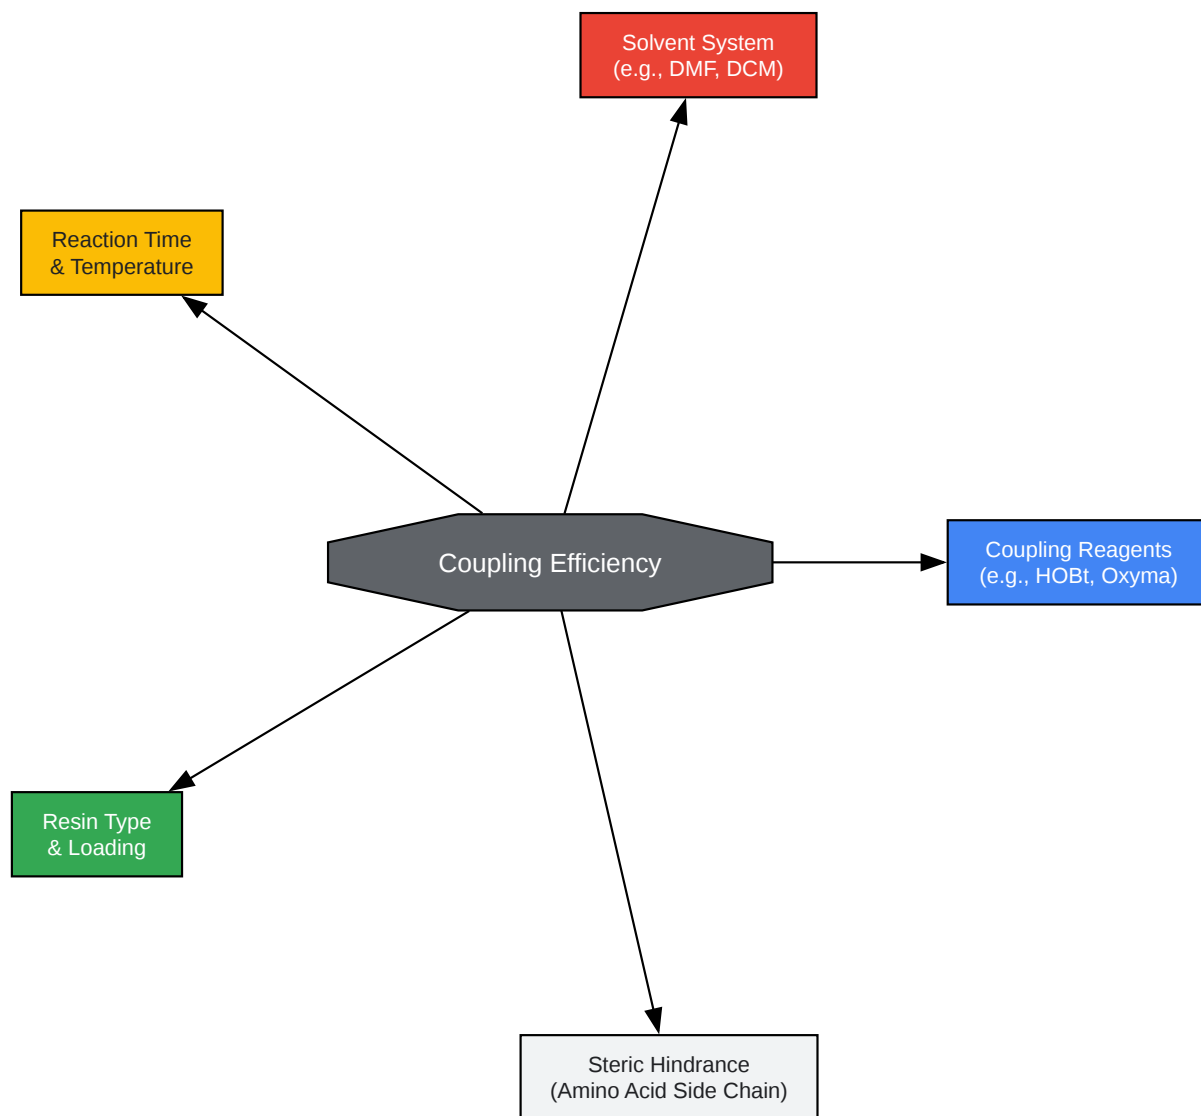 Solvent System
(e.g., DMF, DCM)
Reaction Time
& Temperature
Coupling Efficiency
Coupling Reagents
(e.g., HOBt, Oxyma)
Resin Type
& Loading
Steric Hindrance
(Amino Acid Side Chain)